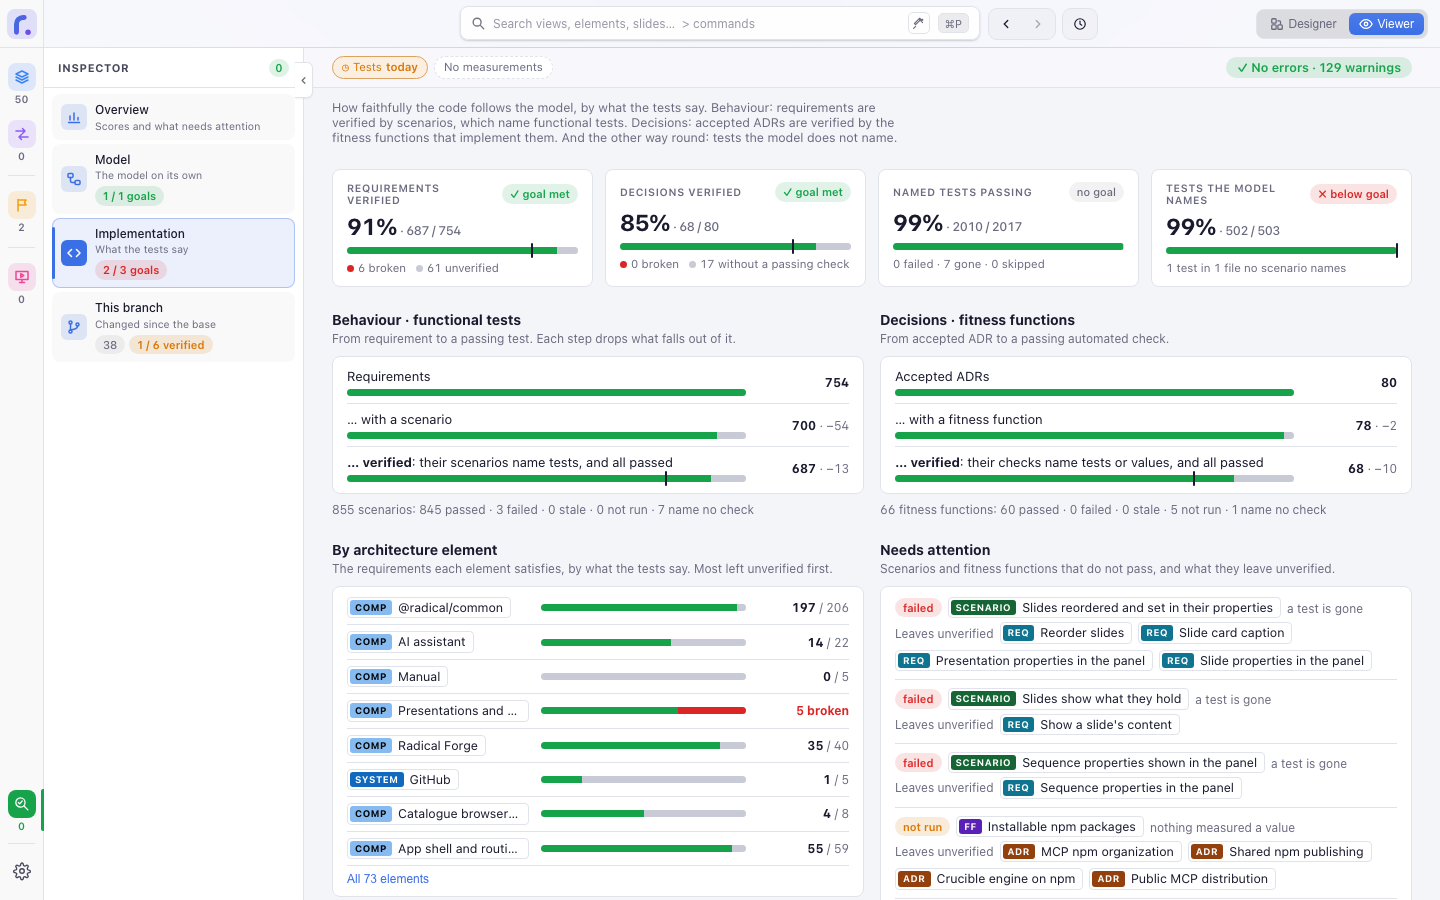 Search views, elements, slides... > commands
⌘P
Designer
Viewer
50
0
2
0
0
INSPECTOR
0
Overview
Scores and what needs attention
Model
The model on its own
1 / 1 goals
Implementation
What the tests say
2 / 3 goals
This branch
Changed since the base
38
1 / 6 verified
Tests today
No measurements
✓ No errors · 129 warnings
How faithfully the code follows the model, by what the tests say. Behaviour: requirements are
verified by scenarios, which name functional tests. Decisions: accepted ADRs are verified by the
fitness functions that implement them. And the other way round: tests the model does not name.
REQUIREMENTS
VERIFIED
✓ goal met
91% · 687 / 754
6 broken
61 unverified
DECISIONS VERIFIED
✓ goal met
85% · 68 / 80
0 broken
17 without a passing check
NAMED TESTS PASSING
no goal
99% · 2010 / 2017
0 failed · 7 gone · 0 skipped
TESTS THE MODEL
NAMES
✕ below goal
99% · 502 / 503
1 test in 1 file no scenario names
Behaviour · functional tests
From requirement to a passing test. Each step drops what falls out of it.
Requirements
754
... with a scenario
700 · −54
... verified: their scenarios name tests, and all passed
687 · −13
855 scenarios: 845 passed · 3 failed · 0 stale · 0 not run · 7 name no check
Decisions · fitness functions
From accepted ADR to a passing automated check.
Accepted ADRs
80
... with a fitness function
78 · −2
... verified: their checks name tests or values, and all passed
68 · −10
66 fitness functions: 60 passed · 0 failed · 0 stale · 5 not run · 1 name no check
By architecture element
The requirements each element satisfies, by what the tests say. Most left unverified first.
COMP @radical/common
197 / 206
COMP AI assistant
14 / 22
COMP Manual
0 / 5
COMP Presentations and ...
5 broken
COMP Radical Forge
35 / 40
SYSTEM GitHub
1 / 5
COMP Catalogue browser...
4 / 8
COMP App shell and routi...
55 / 59
All 73 elements
Needs attention
Scenarios and fitness functions that do not pass, and what they leave unverified.
failed SCENARIO Slides reordered and set in their properties a test is gone
Leaves unverified REQ Reorder slides REQ Slide card caption
REQ Presentation properties in the panel REQ Slide properties in the panel
failed SCENARIO Slides show what they hold a test is gone
Leaves unverified REQ Show a slide's content
failed SCENARIO Sequence properties shown in the panel a test is gone
Leaves unverified REQ Sequence properties in the panel
not run FF Installable npm packages nothing measured a value
Leaves unverified ADR MCP npm organization ADR Shared npm publishing
ADR Crucible engine on npm ADR Public MCP distribution